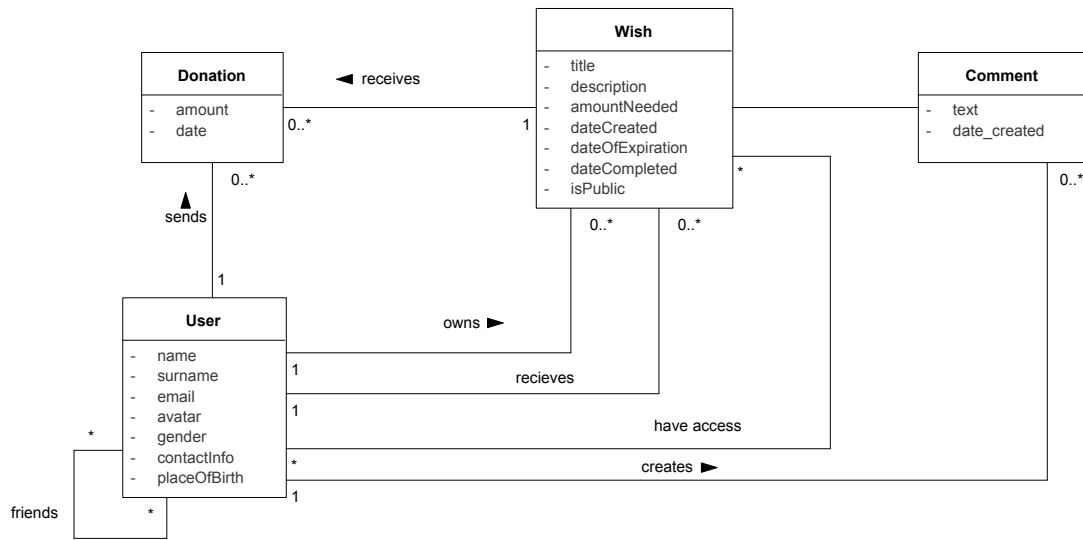 Wish
- title
- description
- amountNeeded
- dateCreated
- dateOfExpiration
- dateCompleted
- isPublic
Donation
- amount
- date
◄ receives
0..*
1
Comment
- text
- date_created
0..*
sends
0..*
1
*
0..*
0..*
User
- name
- surname
- email
- avatar
- gender
- contactInfo
- placeOfBirth
owns ►
1
recieves
1
have access
*
creates ►
1
*
friends
*